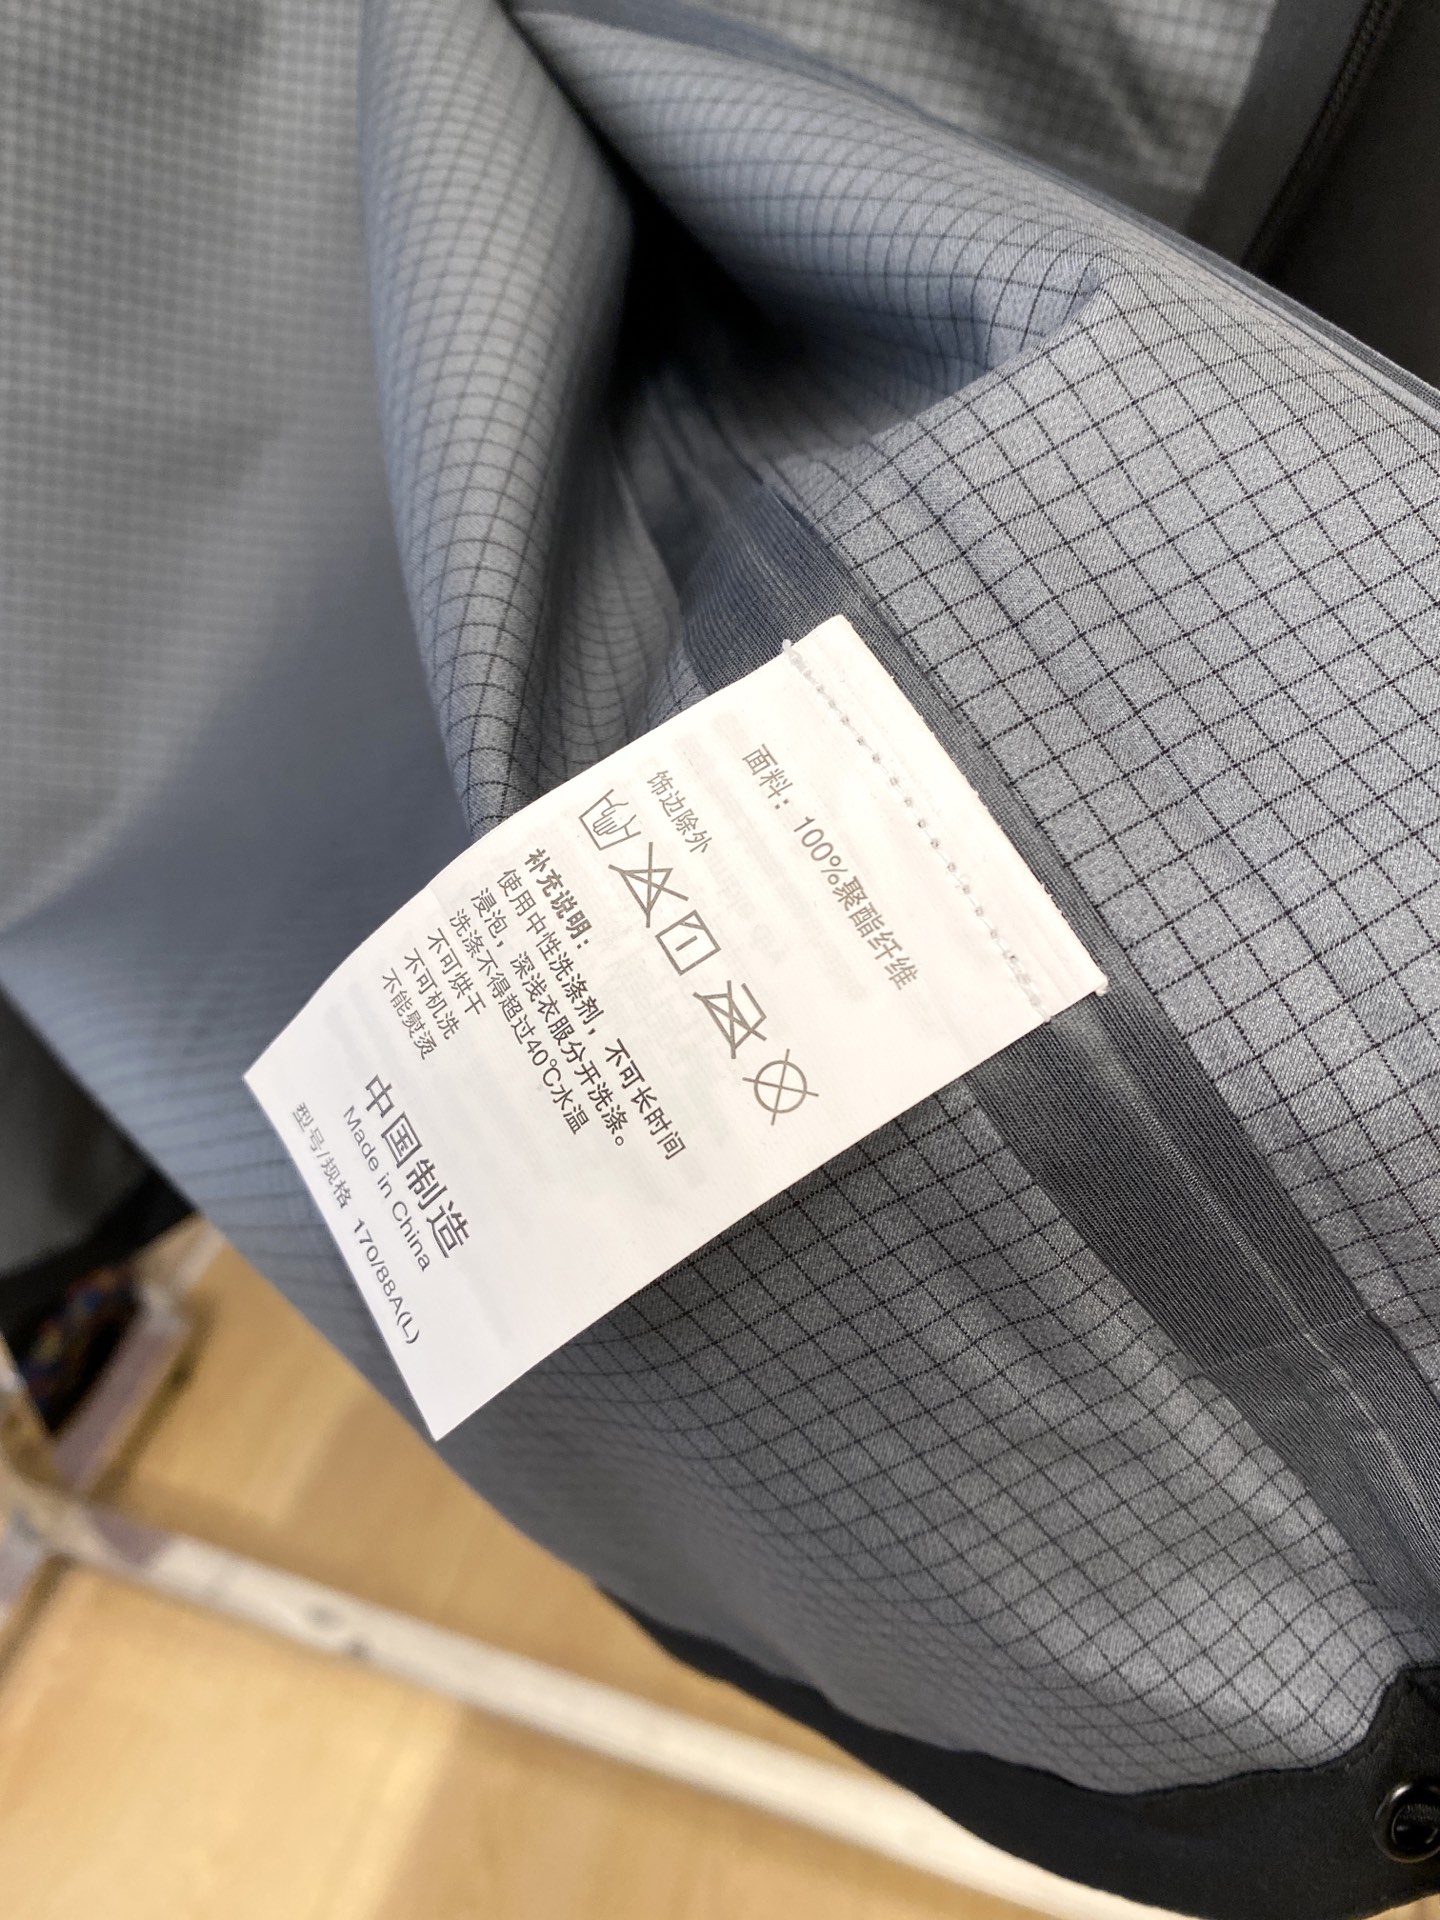 面料：100%聚酯纤维
饰边除外
补充说明：
使用中性洗涤剂，不可长时间
浸泡，深浅衣服分开洗涤。
洗涤不得超过40℃水温
不可烘干
不可机洗
不能熨烫
中国制造
Made in China
型号/规格 170/88A(L)